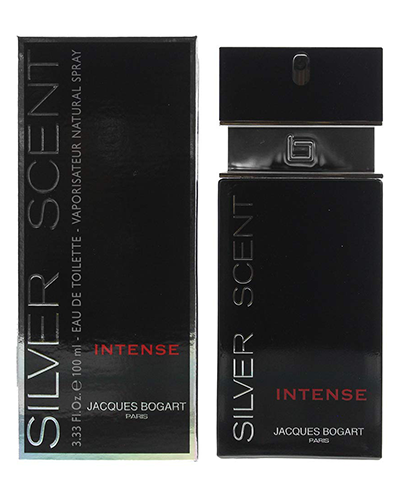 SILVER SCENT
3.33 Fl.Oz. ℮ 100 ml - EAU DE TOILETTE - VAPORISATEUR NATURAL SPRAY
INTENSE
JACQUES BOGART
PARIS
SILVER SCENT
INTENSE
JACQUES BOGART
PARIS